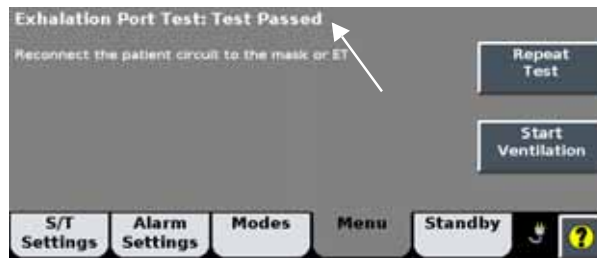 Exhalation Port Test: Test Passed
Reconnect the patient circuit to the mask or ET
Repeat
Test
Start
Ventilation
S/T
Settings
Alarm
Settings
Modes
Menu
Standby
?